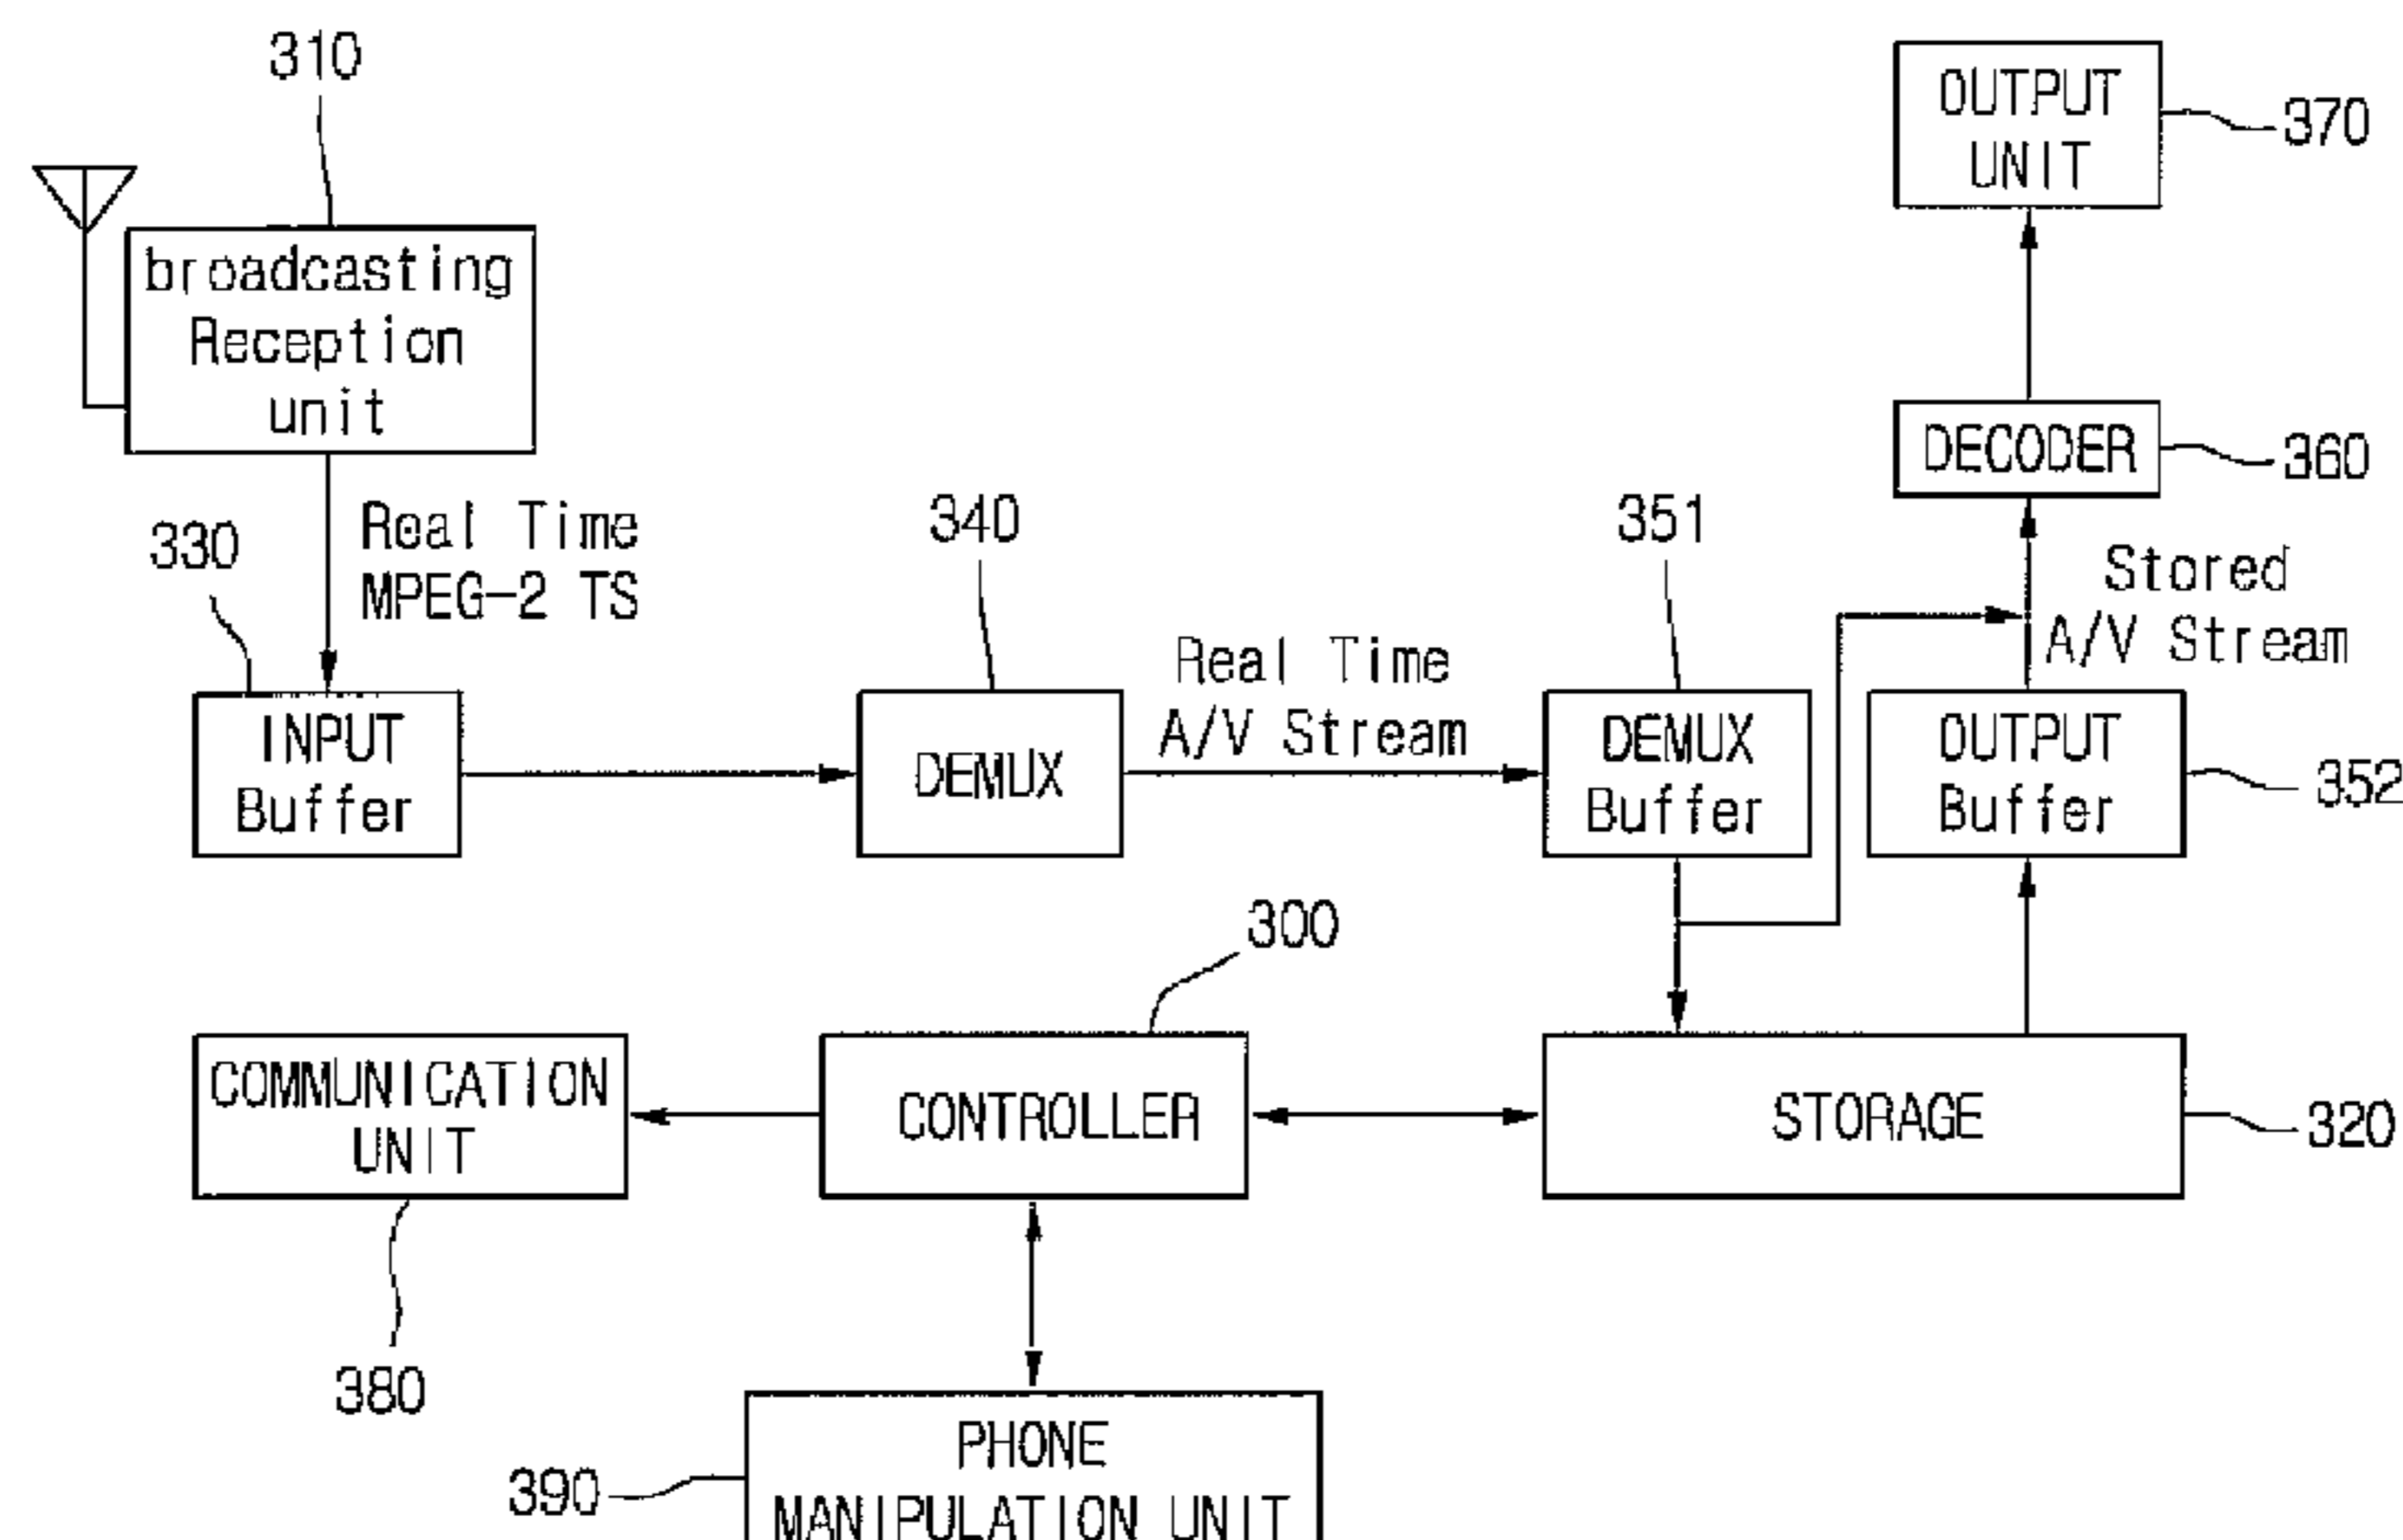 310
OUTPUT
UNIT
370
broadcasting
Reception
unit
DECODER
360
330
Real Time
MPEG-2 TS
340
351
Stored
A/V Stream
Real Time
A/V Stream
INPUT
Buffer
DEMUX
DEMUX
Buffer
OUTPUT
Buffer
352
300
COMMUNICATION
UNIT
CONTROLLER
STORAGE
320
380
PHONE
MANIPULATION UNIT
390